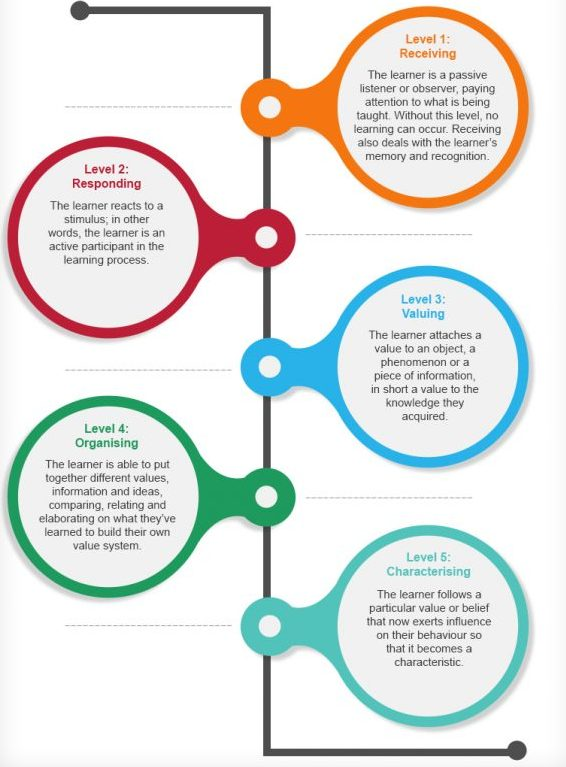 Level 1:
Receiving
The learner is a passive
listener or observer, paying
attention to what is being
taught. Without this level, no
learning can occur. Receiving
also deals with the learner's
memory and recognition.
Level 2:
Responding
The learner reacts to a
stimulus; in other
words, the learner is an
active participant in the
learning process.
Level 3:
Valuing
The learner attaches a
value to an object, a
phenomenon or a
piece of information,
in short a value to the
knowledge they
acquired.
Level 4:
Organising
The learner is able to put
together different values,
information and ideas,
comparing, relating and
elaborating on what they've
learned to build their own
value system.
Level 5:
Characterising
The learner follows a
particular value or belief
that now exerts influence
on their behaviour so
that it becomes a
characteristic.